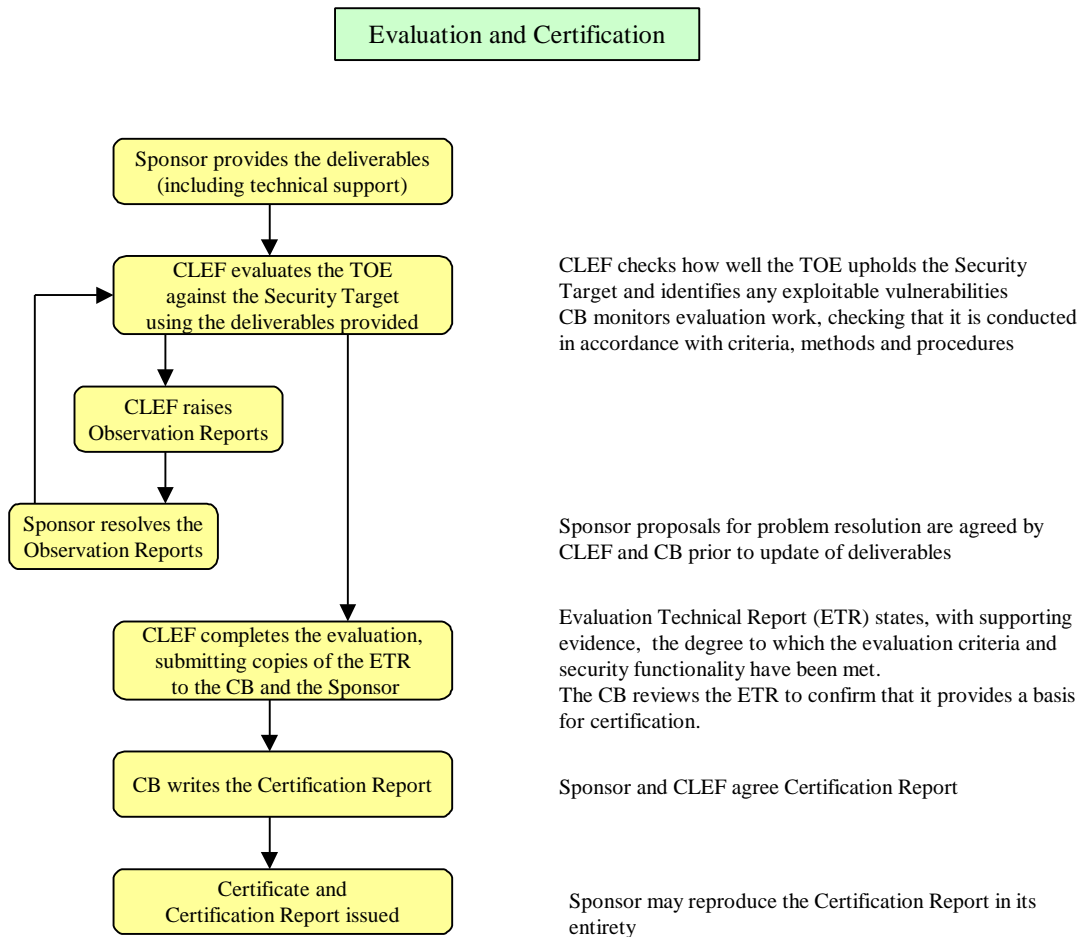 Evaluation and Certification
Sponsor provides the deliverables
(including technical support)
CLEF evaluates the TOE
against the Security Target
using the deliverables provided
CLEF checks how well the TOE upholds the Security
Target and identifies any exploitable vulnerabilities
CB monitors evaluation work, checking that it is conducted
in accordance with criteria, methods and procedures
CLEF raises
Observation Reports
Sponsor resolves the
Observation Reports
Sponsor proposals for problem resolution are agreed by
CLEF and CB prior to update of deliverables
CLEF completes the evaluation,
submitting copies of the ETR
to the CB and the Sponsor
Evaluation Technical Report (ETR) states, with supporting
evidence,  the degree to which the evaluation criteria and
security functionality have been met.
The CB reviews the ETR to confirm that it provides a basis
for certification.
CB writes the Certification Report
Sponsor and CLEF agree Certification Report
Certificate and
Certification Report issued
Sponsor may reproduce the Certification Report in its
entirety